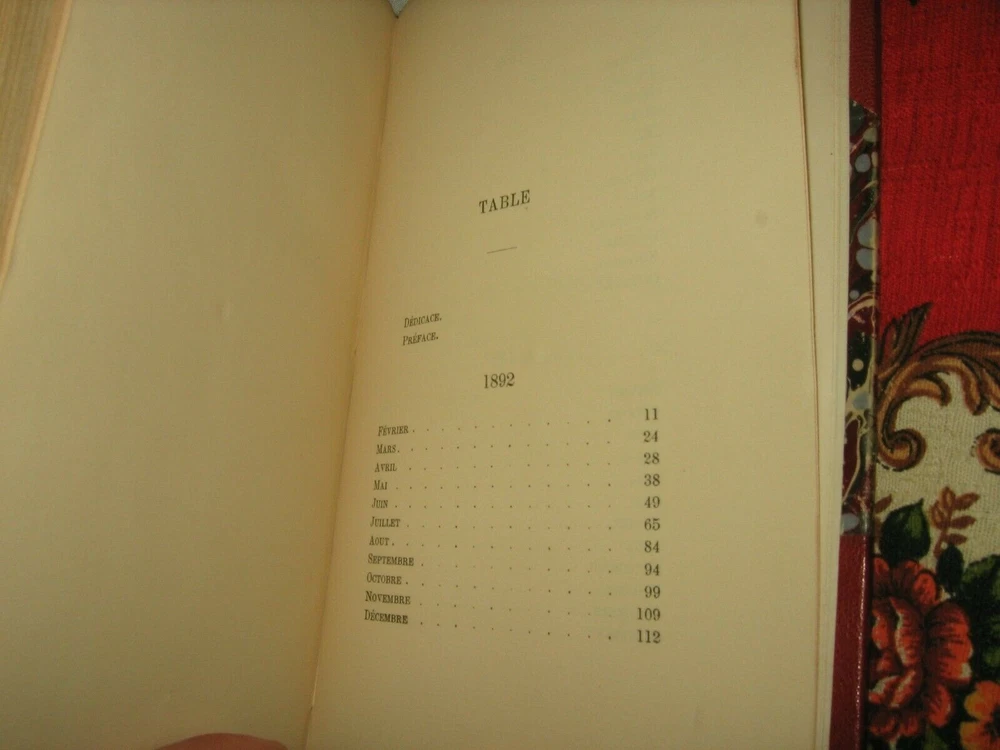 TABLE
DÉDICACE.
PRÉFACE.
1892
FÉVRIER . . . . . . . . . . . . . 11
MARS. . . . . . . . . . . . . . 24
AVRIL . . . . . . . . . . . . . 28
MAI . . . . . . . . . . . . . . 38
JUIN . . . . . . . . . . . . . . 49
JUILLET . . . . . . . . . . . . . 65
AOUT. . . . . . . . . . . . . . 84
SEPTEMBRE . . . . . . . . . . . . 94
OCTOBRE . . . . . . . . . . . . . 99
NOVEMBRE . . . . . . . . . . . . 109
DÉCEMBRE . . . . . . . . . . . . 112